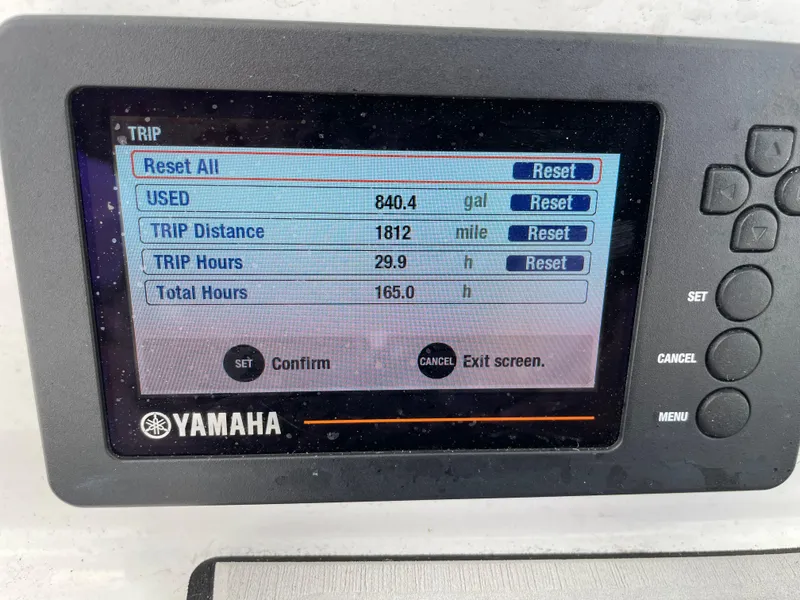 TRIP
Reset All Reset
USED 840.4 gal Reset
TRIP Distance 1812 mile Reset
TRIP Hours 29.9 h Reset
Total Hours 165.0 h
SET Confirm CANCEL Exit screen.
YAMAHA
SET
CANCEL
MENU